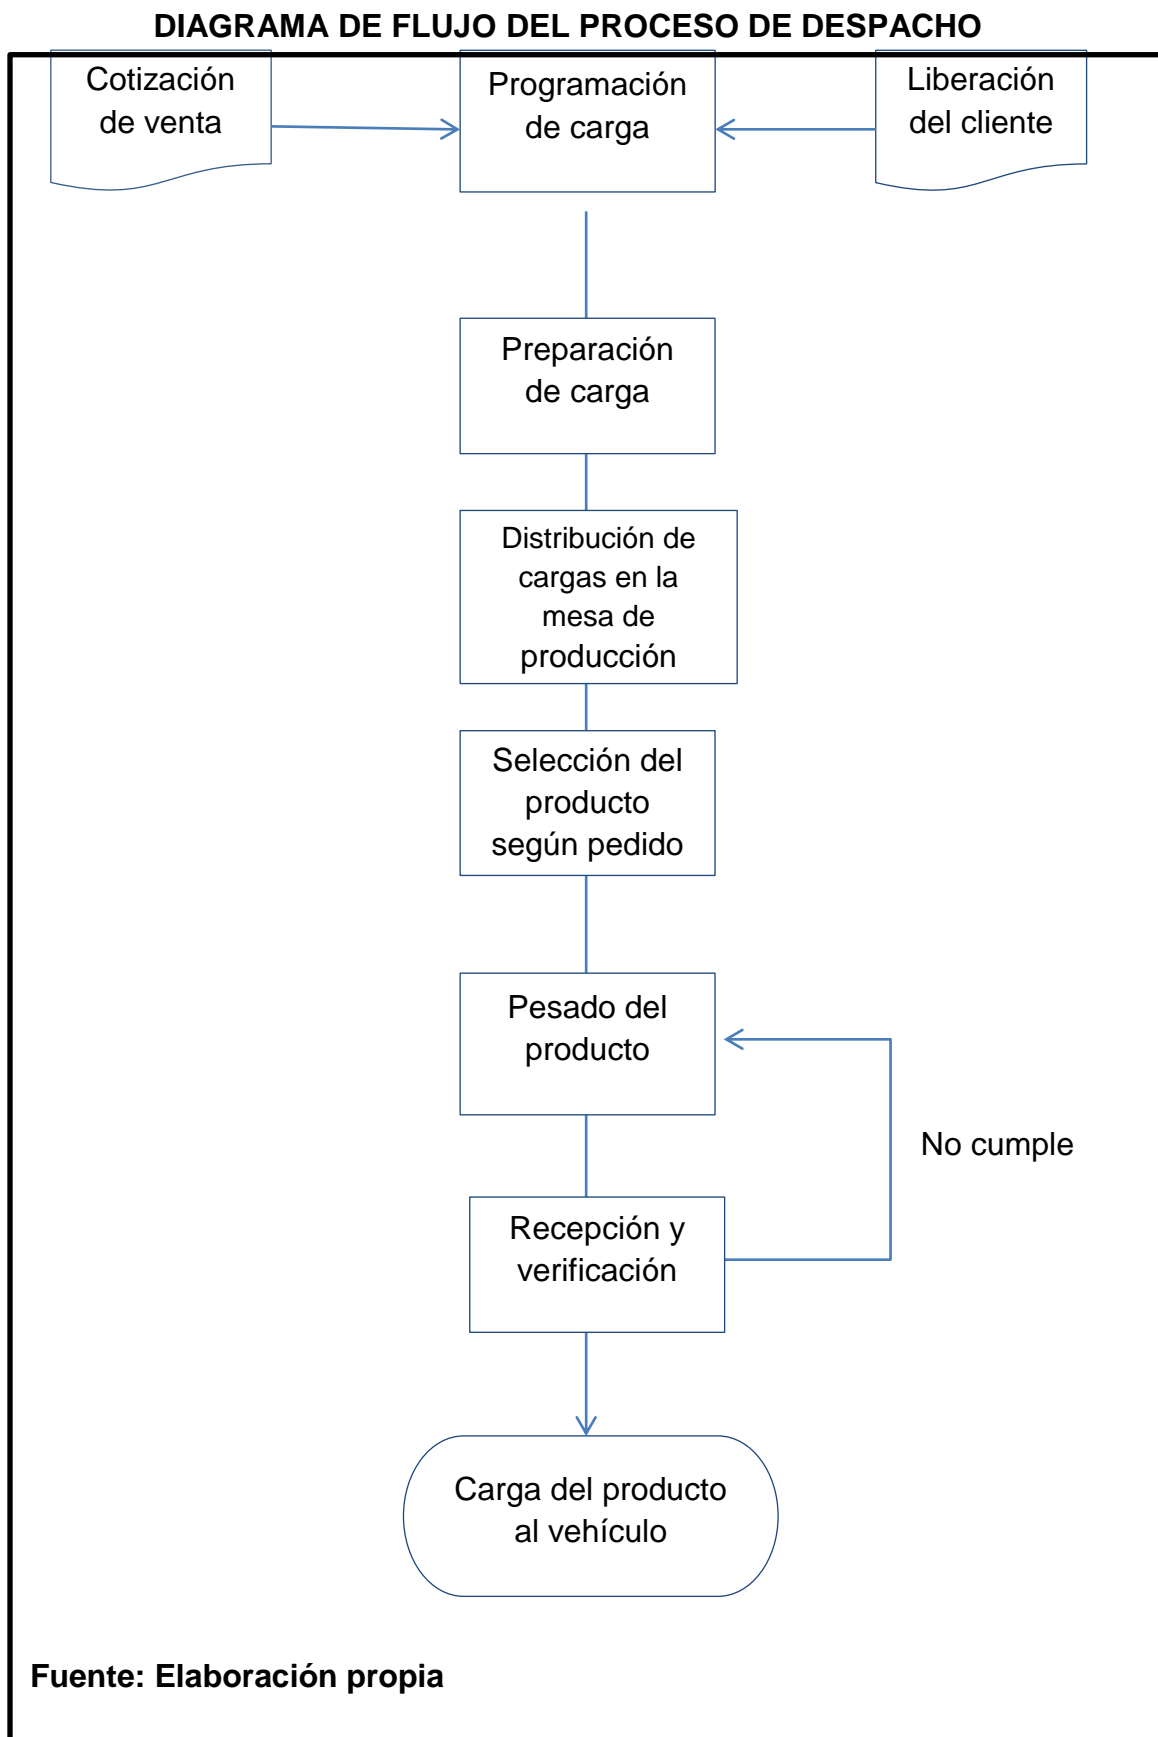 DIAGRAMA DE FLUJO DEL PROCESO DE DESPACHO
Cotización
de venta
Programación
de carga
Liberación
del cliente
Preparación
de carga
Distribución de
cargas en la
mesa de
producción
Selección del
producto
según pedido
Pesado del
producto
No cumple
Recepción y
verificación
Carga del producto
al vehículo
Fuente: Elaboración propia